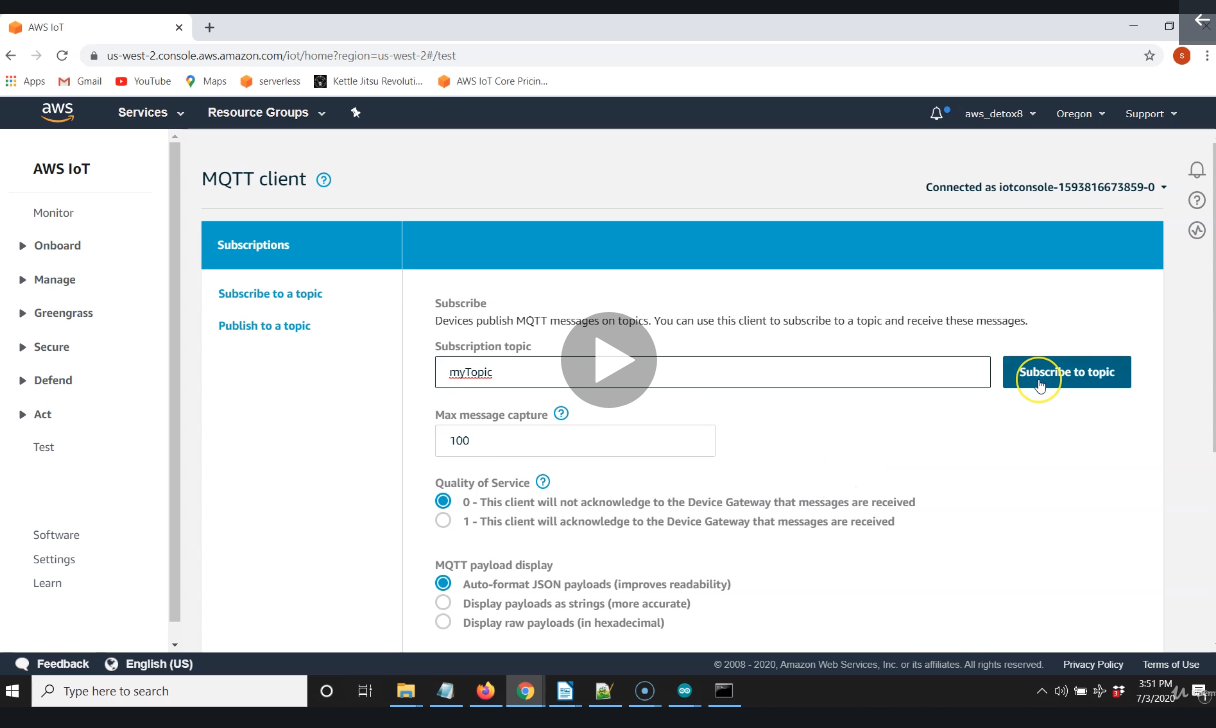 AWS IoT
us-west-2.console.aws.amazon.com/iot/home?region=us-west-2#/test
S
Apps Gmail YouTube Maps serverless Kettle Jitsu Revoluti... AWS IoT Core Pricin...
aws Services Resource Groups aws_detox8 Oregon Support
AWS IoT
Monitor
Onboard
Manage
Greengrass
Secure
Defend
Act
Test
Software
Settings
Learn
MQTT client ?
Connected as iotconsole-1593816673859-0
?
Subscriptions
Subscribe to a topic
Publish to a topic
Subscribe
Devices publish MQTT messages on topics. You can use this client to subscribe to a topic and receive these messages.
Subscription topic
myTopic
Subscribe to topic
Max message capture ?
100
Quality of Service ?
0 - This client will not acknowledge to the Device Gateway that messages are received
1 - This client will acknowledge to the Device Gateway that messages are received
MQTT payload display
Auto-format JSON payloads (improves readability)
Display payloads as strings (more accurate)
Display raw payloads (in hexadecimal)
Feedback English (US) © 2008 - 2020, Amazon Web Services, Inc. or its affiliates. All rights reserved. Privacy Policy Terms of Use
Type here to search
3:51 PM
7/3/2020